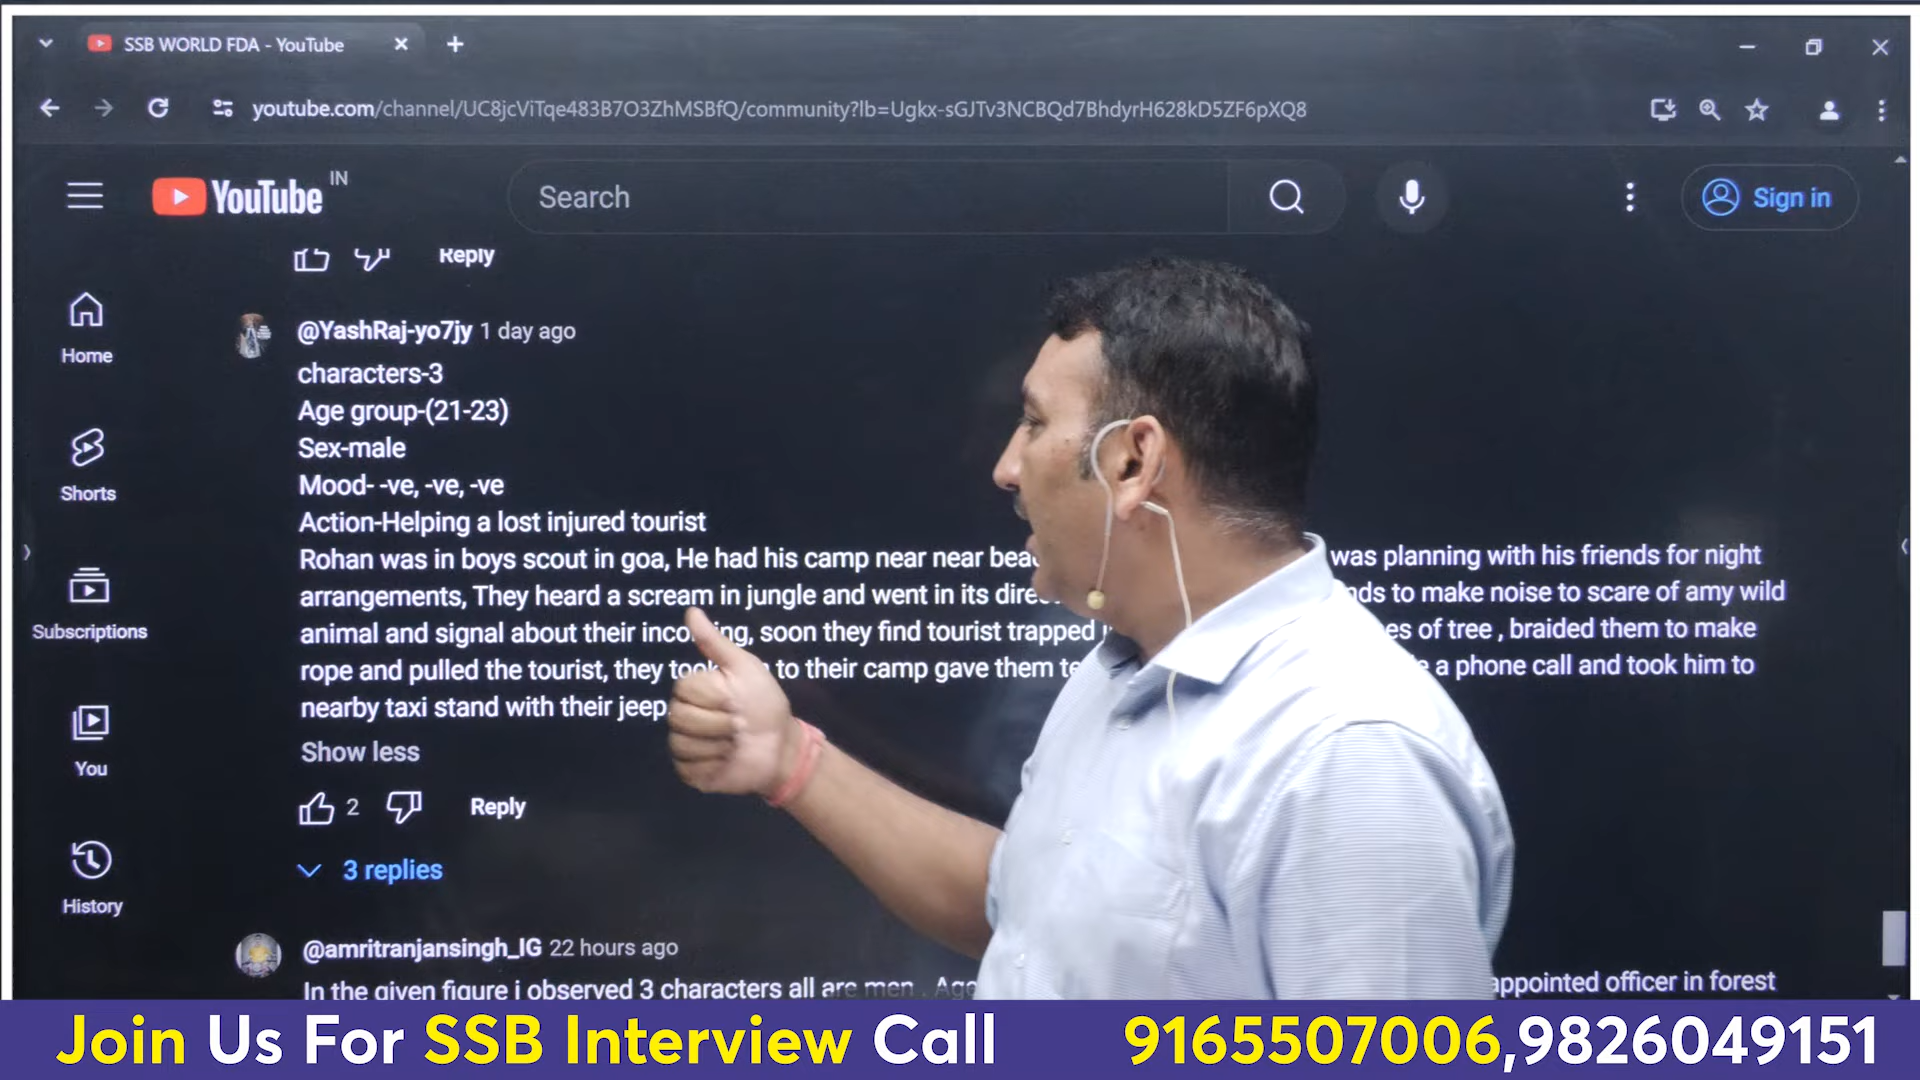 SSB WORLD FDA - YouTube
youtube.com/channel/UC8jcViTqe483B7O3ZhMSBfQ/community?lb=Ugkx-sGJTv3NCBQd7BhdyrH628kD5ZF6pXQ8
YouTube IN
Search
Sign in
Reply
Home
Shorts
Subscriptions
You
History
@YashRaj-yo7jy 1 day ago
characters-3
Age group-(21-23)
Sex-male
Mood- -ve, -ve, -ve
Action-Helping a lost injured tourist
Rohan was in boys scout in goa, He had his camp near near was planning with his friends for night
arrangements, They heard a scream in jungle and went in its to make noise to scare of amy wild
animal and signal about their soon they find tourist trapped of tree , braided them to make
rope and pulled the tourist, they to their camp gave them a phone call and took him to
nearby taxi stand with their jeep
Show less
2 Reply
3 replies
@amritranjansingh_IG 22 hours ago
In the given figure i observed 3 characters all are men . appointed officer in forest
Join Us For SSB Interview Call 9165507006,9826049151